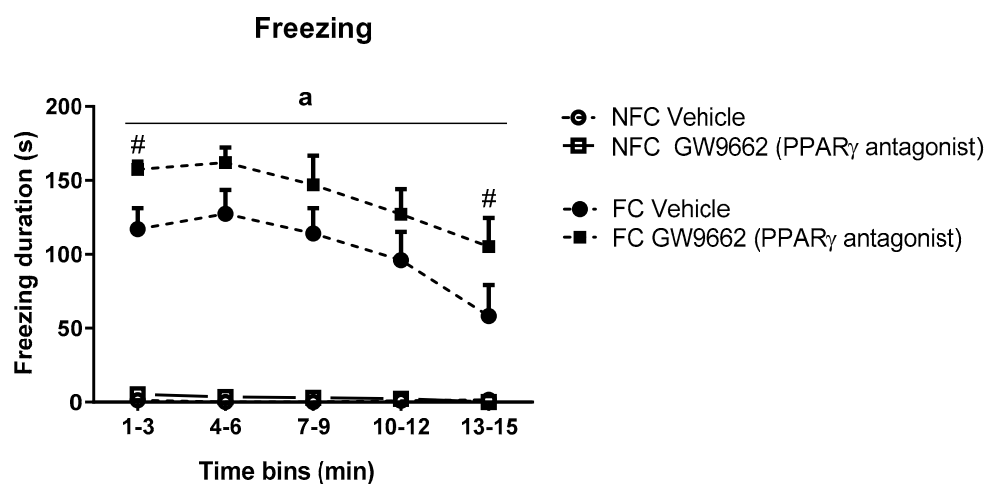 Freezing
a
200
150
100
50
0
#
#
Freezing duration (s)
1-3 4-6 7-9 10-12 13-15
Time bins (min)
NFC Vehicle
NFC GW9662 (PPARγ antagonist)
FC Vehicle
FC GW9662 (PPARγ antagonist)